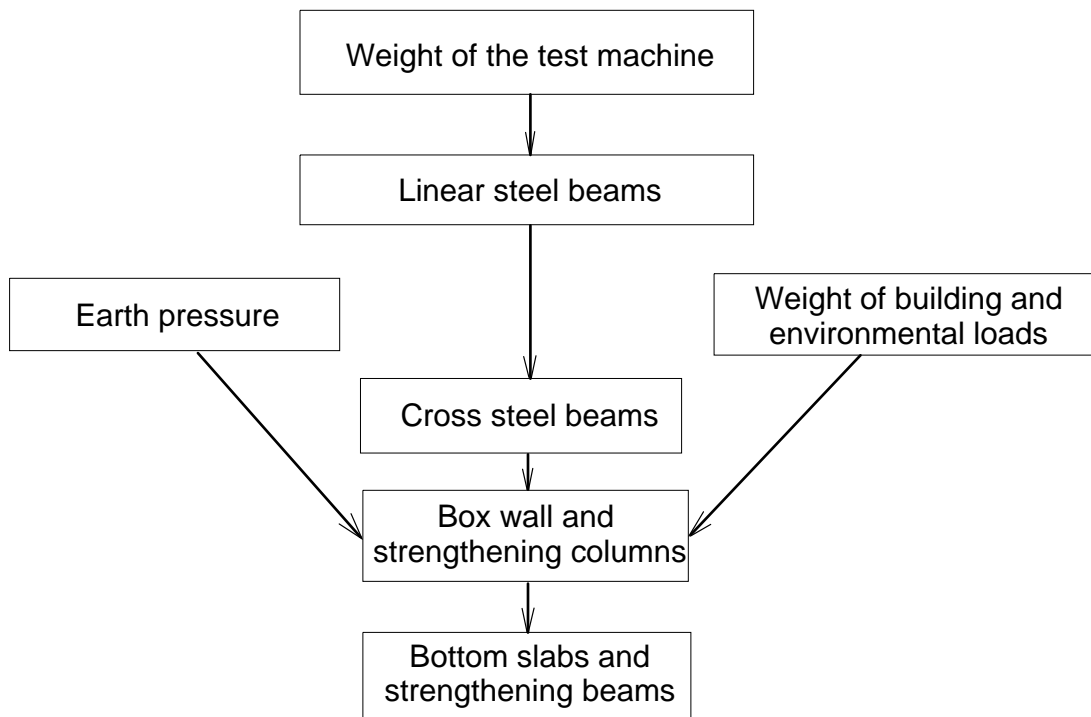 Weight of the test machine
Linear steel beams
Earth pressure
Weight of building and
environmental loads
Cross steel beams
Box wall and
strengthening columns
Bottom slabs and
strengthening beams